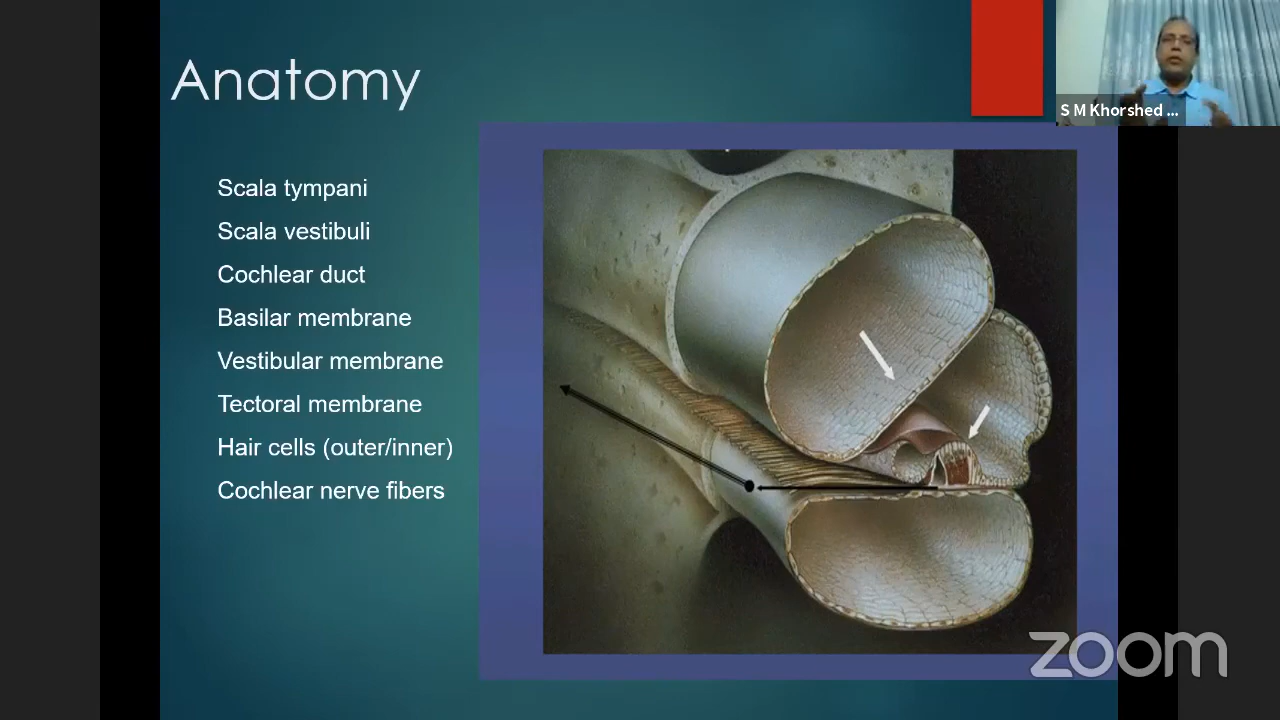 Anatomy
S M Khorshed ...
Scala tympani
Scala vestibuli
Cochlear duct
Basilar membrane
Vestibular membrane
Tectoral membrane
Hair cells (outer/inner)
Cochlear nerve fibers
zoom